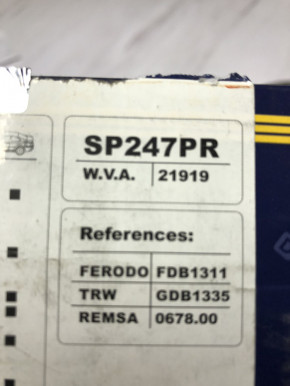 SP247PR
W.V.A. 21919
References:
FERODO FDB1311
TRW GDB1335
REMSA 0678.00